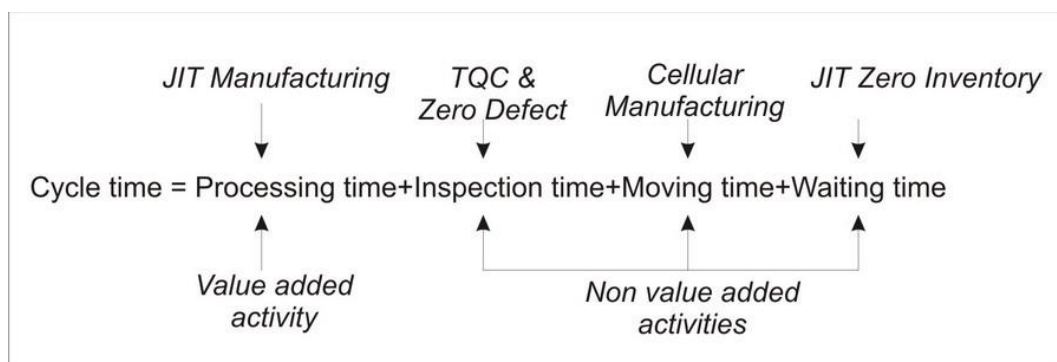 JIT Manufacturing
TQC &
Zero Defect
Cellular
Manufacturing
JIT Zero Inventory
Cycle time = Processing time+Inspection time+Moving time+Waiting time
Value added
activity
Non value added
activities